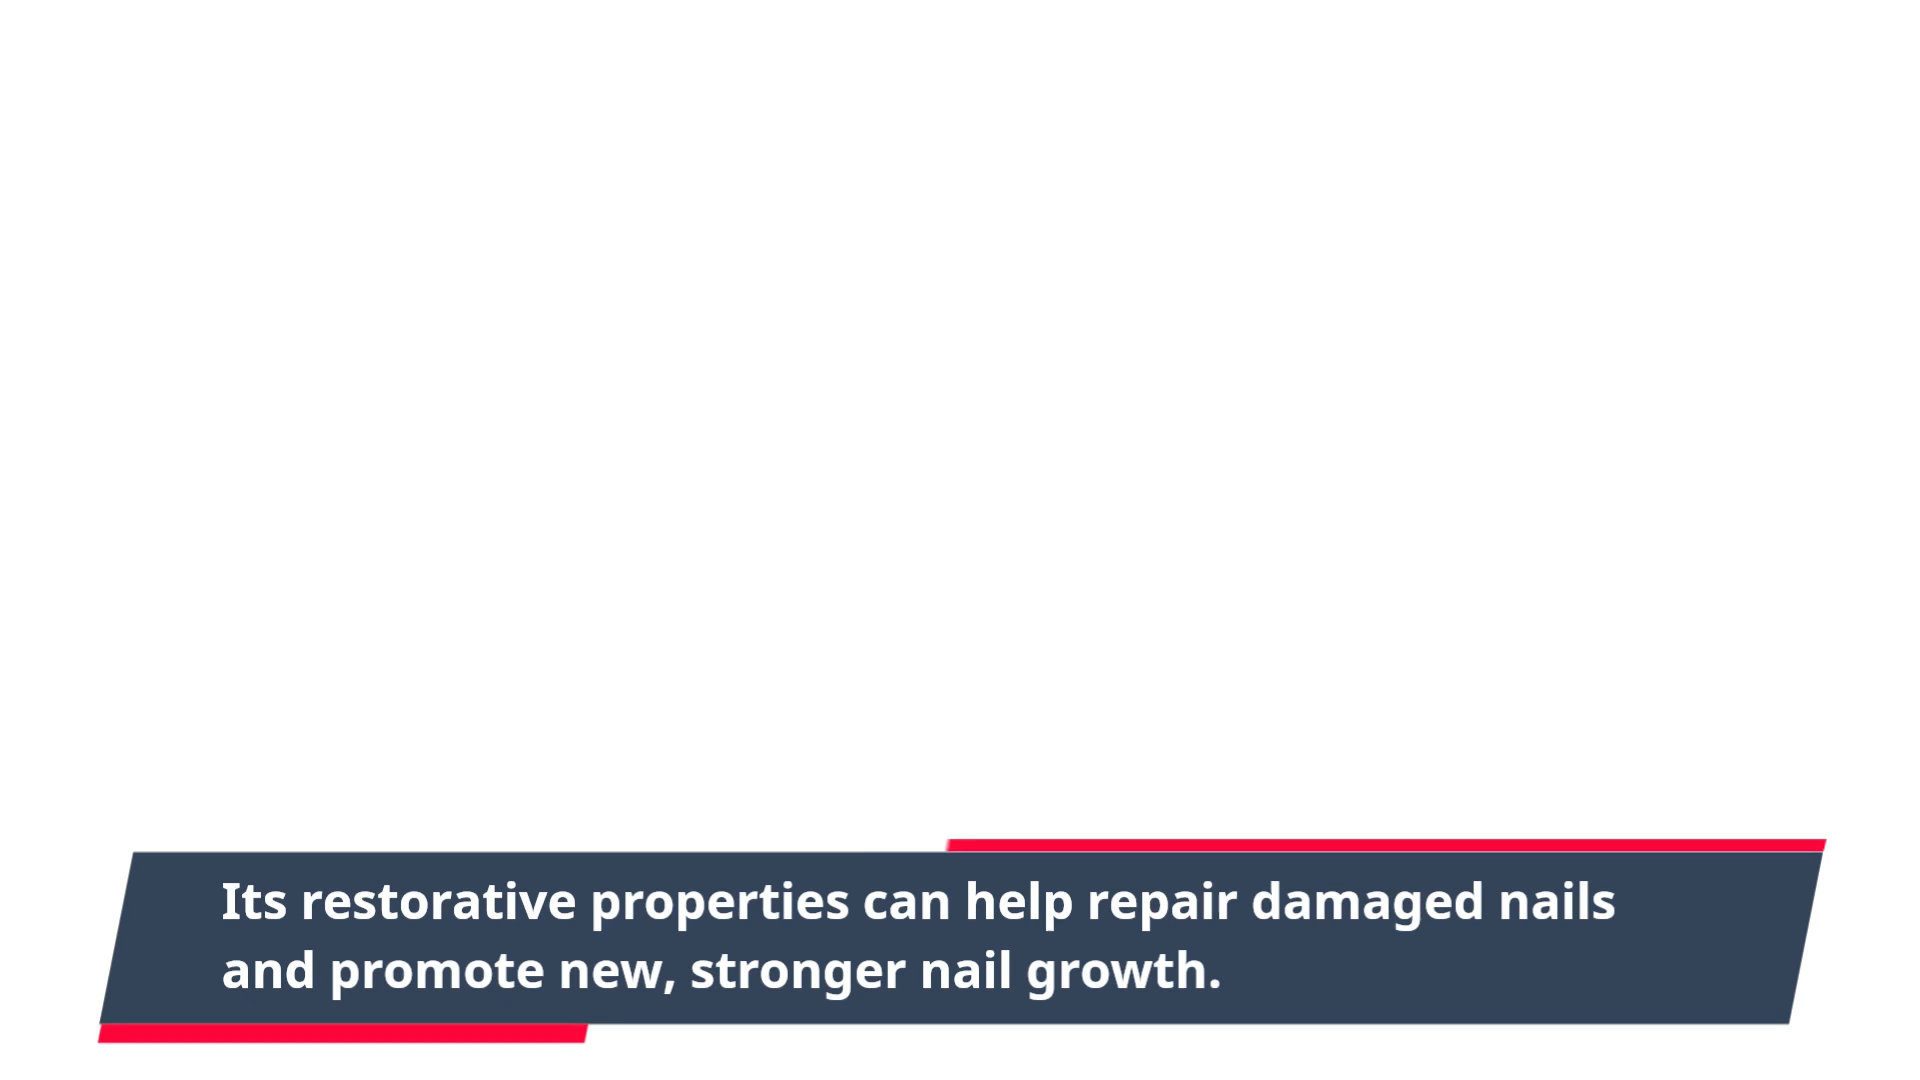 Its restorative properties can help repair damaged nails
and promote new, stronger nail growth.